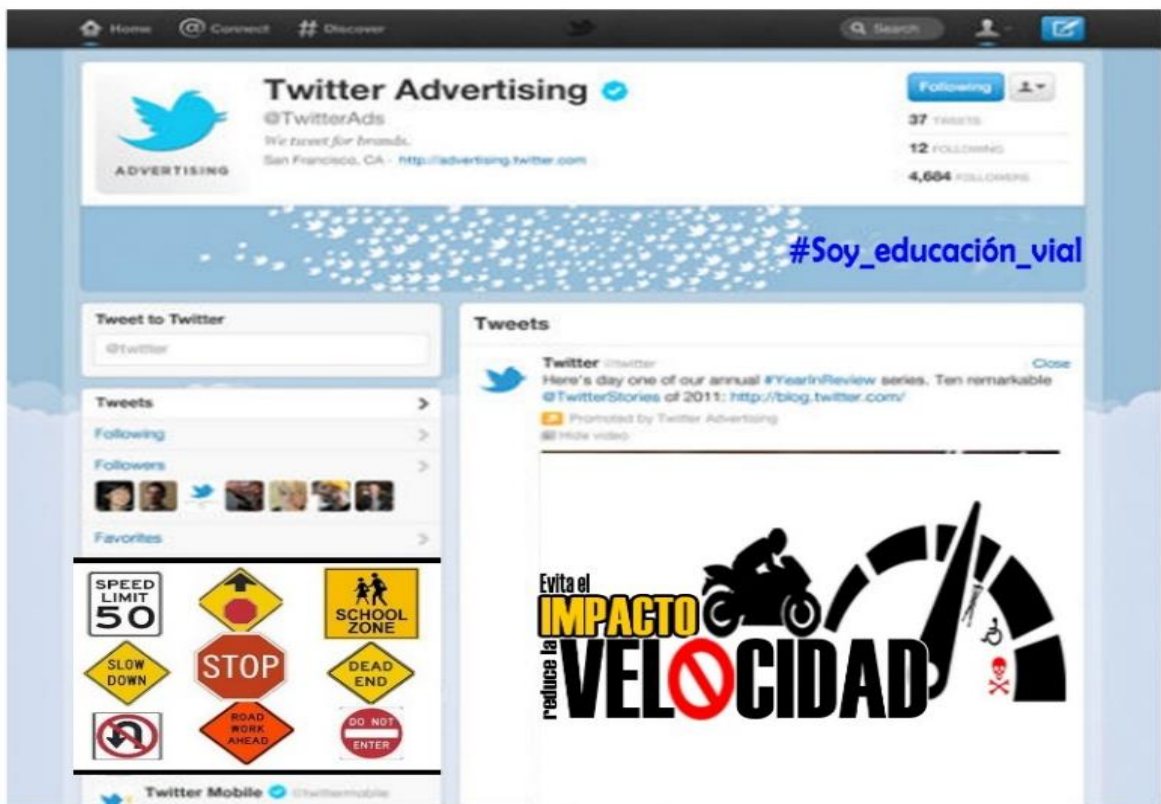 Home @ Connect # Discover Search
Twitter Advertising
@TwitterAds
We tweet for brands.
San Francisco, CA · http://advertising.twitter.com
ADVERTISING
Following
37 TWEETS
12 FOLLOWING
4,684 FOLLOWERS
#Soy_educación_vial
Tweet to Twitter
@twitter
Tweets
Following
Followers
Favorites
SPEED
LIMIT
50
SCHOOL
ZONE
SLOW
DOWN
STOP
DEAD
END
ROAD
WORK
AHEAD
DO NOT
ENTER
Twitter Mobile @twittermobile
Tweets
Twitter @twitter Close
Here's day one of our annual #YearInReview series. Ten remarkable
@TwitterStories of 2011: http://blog.twitter.com/
Promoted by Twitter Advertising
Hide video
Evita el
IMPACTO
reduce la
VELOCIDAD